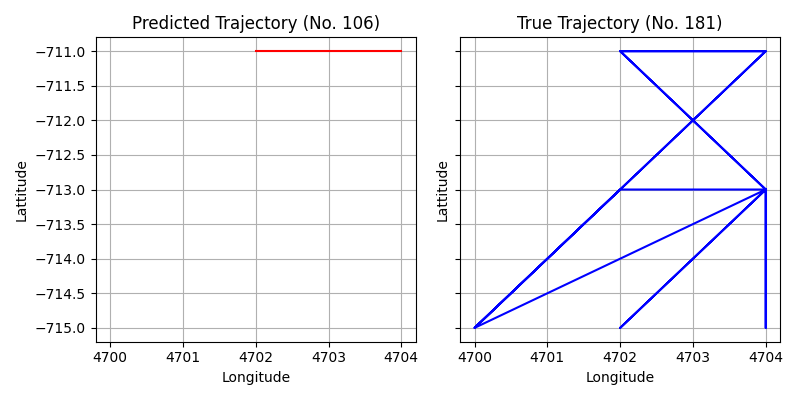 Predicted Trajectory (No. 106)
True Trajectory (No. 181)
Lattitude
−711.0
−711.5
−712.0
−712.5
−713.0
−713.5
−714.0
−714.5
−715.0
4700 4701 4702 4703 4704
Longitude
Lattitude
4700 4701 4702 4703 4704
Longitude